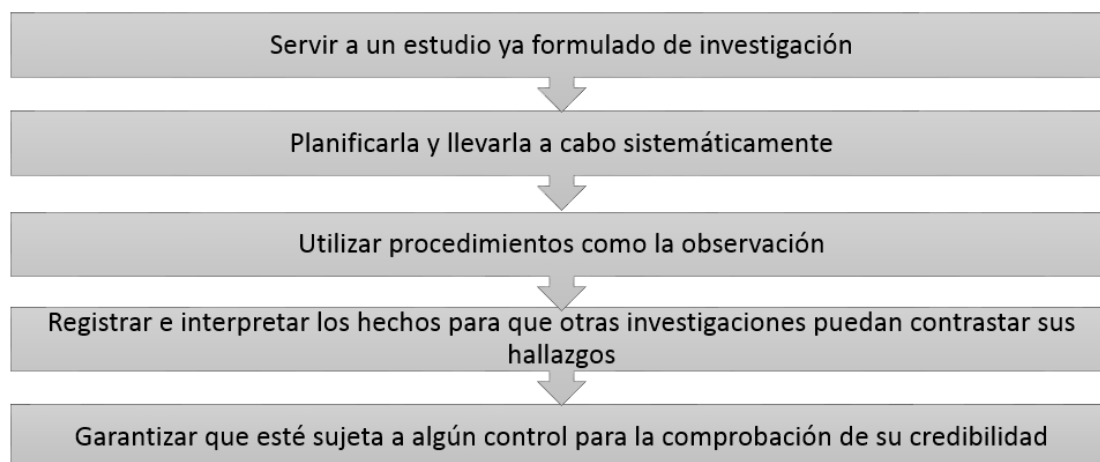 Servir a un estudio ya formulado de investigación
Planificarla y llevarla a cabo sistemáticamente
Utilizar procedimientos como la observación
Registrar e interpretar los hechos para que otras investigaciones puedan contrastar sus
hallazgos
Garantizar que esté sujeta a algún control para la comprobación de su credibilidad